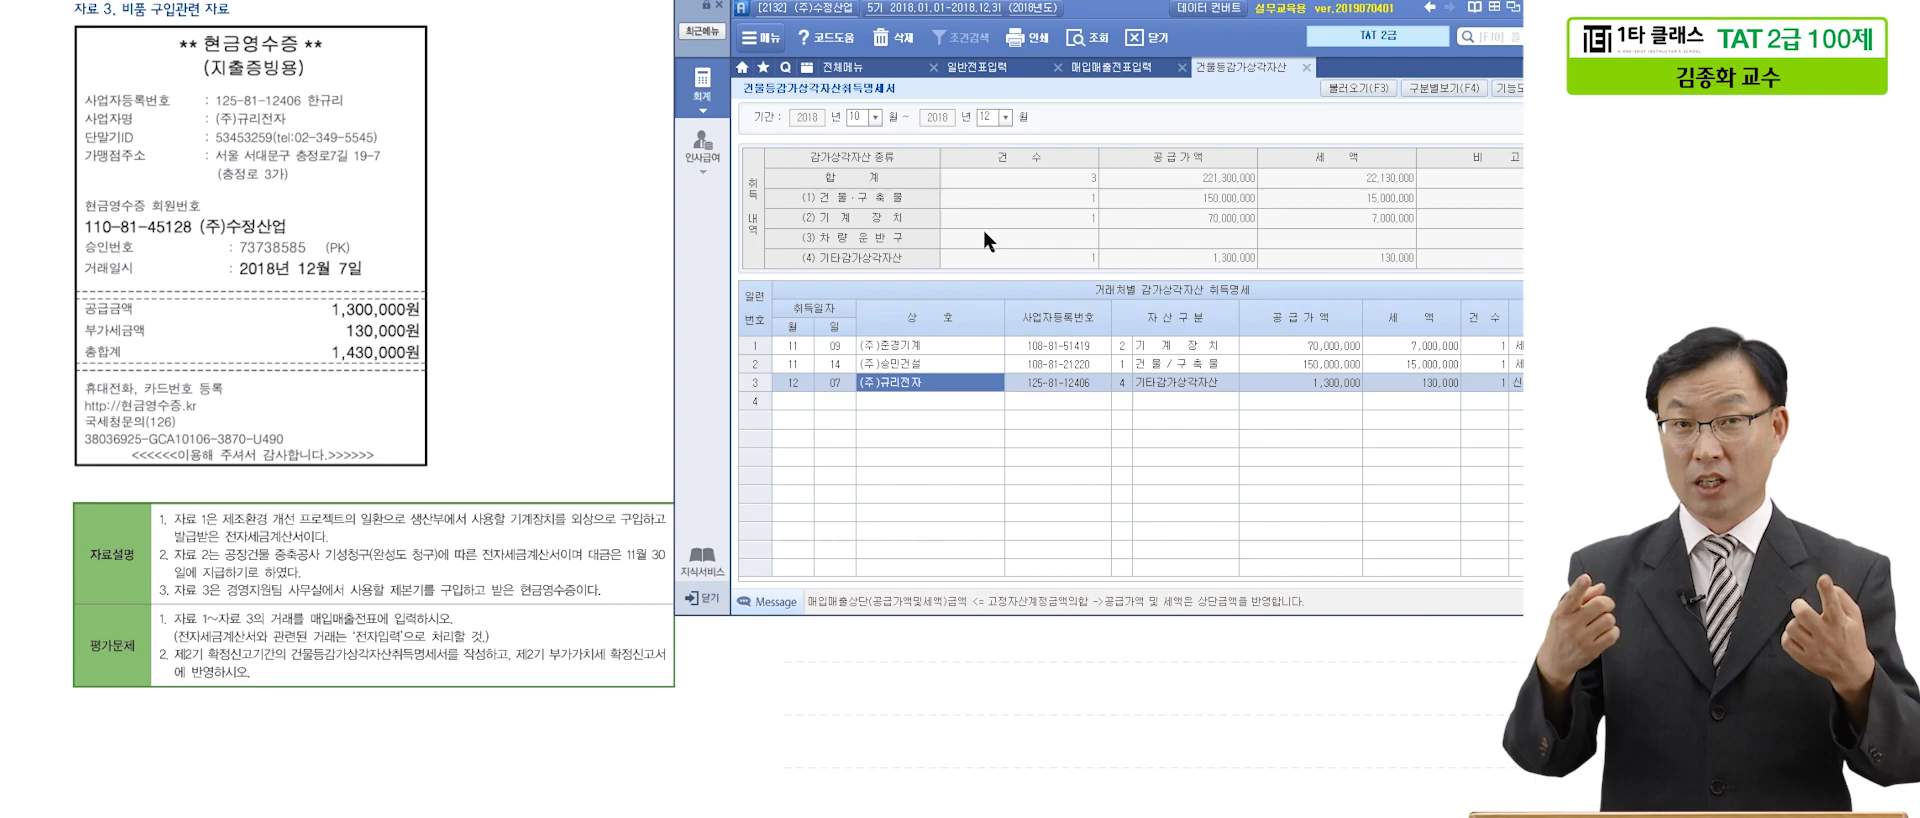 자료 3. 비품 구입관련 자료
** 현금영수증 **
(지출증빙용)
사업자등록번호 : 125-81-12406 한규리
사업자명 : (주)규리전자
단말기ID : 53453259(tel:02-349-5545)
가맹점주소 : 서울 서대문구 충정로7길 19-7
(충정로 3가)
현금영수증 회원번호
110-81-45128 (주)수정산업
승인번호 : 73738585 (PK)
거래일시 : 2018년 12월 7일
공급금액 1,300,000원
부가세금액 130,000원
총합계 1,430,000원
휴대전화, 카드번호 등록
http://현금영수증.kr
국세청문의(126)
38036925-GCA10106-3870-U490
<<<<<<이용해 주셔서 감사합니다.>>>>>>
자료설명
1. 자료 1은 제조환경 개선 프로젝트의 일환으로 생산부에서 사용할 기계장치를 외상으로 구입하고
발급받은 전자세금계산서이다.
2. 자료 2는 공장건물 증축공사 기성청구(완성도 청구)에 따른 전자세금계산서이며 대금은 11월 30
일에 지급하기로 하였다.
3. 자료 3은 경영지원팀 사무실에서 사용할 제본기를 구입하고 받은 현금영수증이다.
평가문제
1. 자료 1~자료 3의 거래를 매입매출전표에 입력하시오.
(전자세금계산서와 관련된 거래는 '전자입력'으로 처리할 것.)
2. 제2기 확정신고기간의 건물등감가상각자산취득명세서를 작성하고, 제2기 부가가치세 확정신고서
에 반영하시오.
최근메뉴
회계
인사급여
지식서비스
닫기
[2132] (주)수정산업 5기 2018.01.01~2018.12.31 (2018년도) 데이터 컨버트 실무교육용 ver.2019070401
메뉴 ? 코드도움 삭제 조건검색 인쇄 조회 닫기 TAT 2급 [F10]
전체메뉴 일반전표입력 매입매출전표입력 건물등감가상각자산
건물등감가상각자산취득명세서 불러오기(F3) 구분별보기(F4) 기능모
기간 : 2018 년 10 월 ~ 2018 년 12 월
취득내역
감가상각자산 종류 건 수 공급가액 세 액 비 고
합 계 3 221,300,000 22,130,000
(1) 건 물 · 구 축 물 1 150,000,000 15,000,000
(2) 기 계 장 치 1 70,000,000 7,000,000
(3) 차 량 운 반 구
(4) 기타감가상각자산 1 1,300,000 130,000
거래처별 감가상각자산 취득명세
일련번호 취득일자 월 일 상 호 사업자등록번호 자산구분 공급가액 세 액 건 수
1 11 09 (주)준경기계 108-81-51419 2 기 계 장 치 70,000,000 7,000,000 1 세
2 11 14 (주)승민건설 108-81-21220 1 건 물 / 구 축 물 150,000,000 15,000,000 1 세
3 12 07 (주)규리전자 125-81-12406 4 기타감가상각자산 1,300,000 130,000 1 신
4
Message 매입매출상단(공급가액및세액)금액 <= 고정자산계정금액의합 ->공급가액 및 세액은 상단금액을 반영합니다.
1타 클래스 TAT 2급 100제
김종화 교수